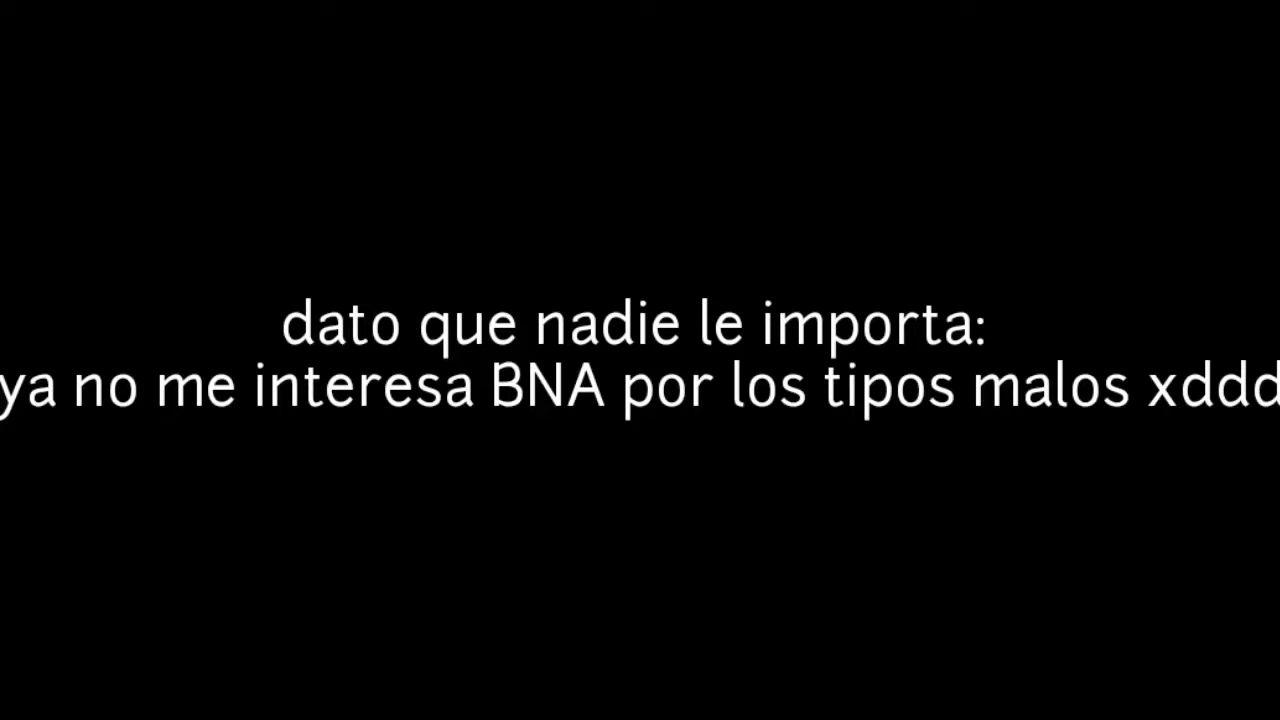 dato que nadie le importa:
ya no me interesa BNA por los tipos malos xddd